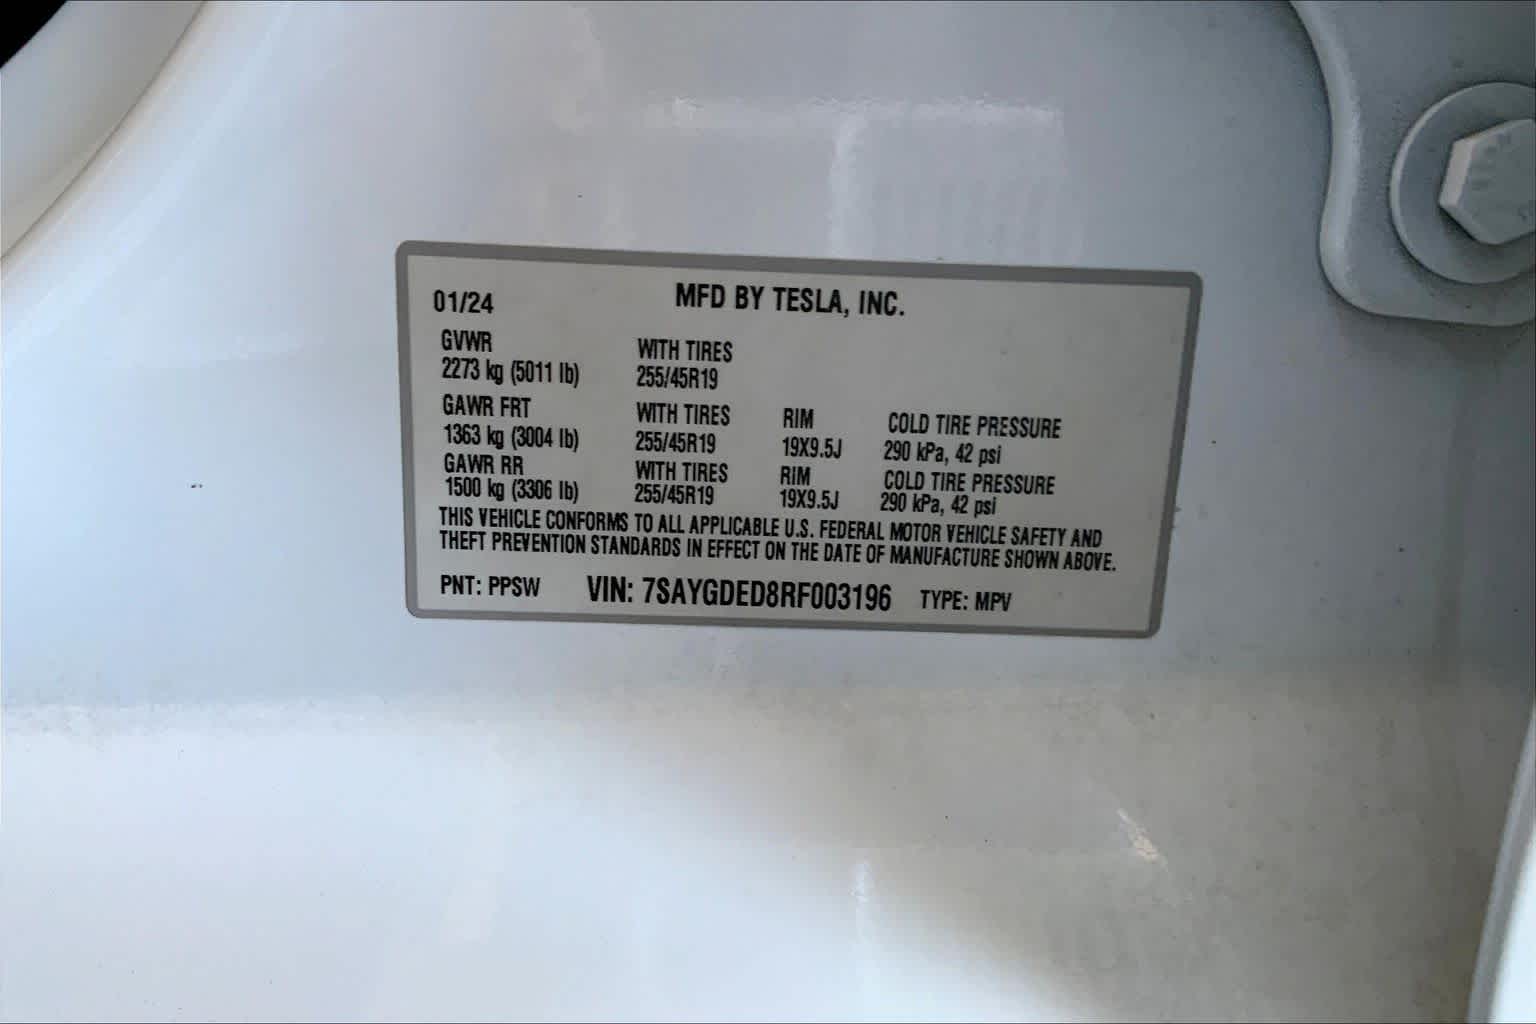 01/24 MFD BY TESLA, INC.
GVWR WITH TIRES
2273 kg (5011 lb) 255/45R19
GAWR FRT WITH TIRES RIM COLD TIRE PRESSURE
1363 kg (3004 lb) 255/45R19 19X9.5J 290 kPa, 42 psi
GAWR RR WITH TIRES RIM COLD TIRE PRESSURE
1500 kg (3306 lb) 255/45R19 19X9.5J 290 kPa, 42 psi
THIS VEHICLE CONFORMS TO ALL APPLICABLE U.S. FEDERAL MOTOR VEHICLE SAFETY AND
THEFT PREVENTION STANDARDS IN EFFECT ON THE DATE OF MANUFACTURE SHOWN ABOVE.
PNT: PPSW VIN: 7SAYGDED8RF003196 TYPE: MPV